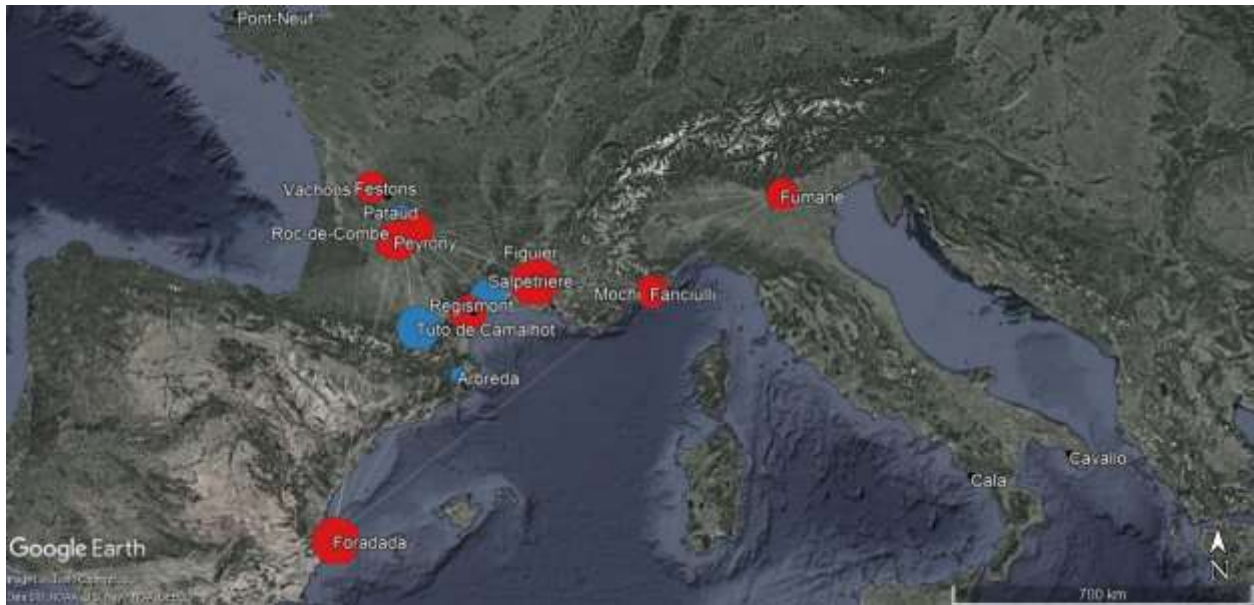 Pont-Neuf
Vachons Festons
Fumane
Pataud
Roc-de-Combe
Peyrony
Figuier
Salpetriere
Mochi Fanciulli
Regismont
Tuto de Camalhot
Arbreda
Cavallo
Cala
Foradada
Google Earth
N
700 km